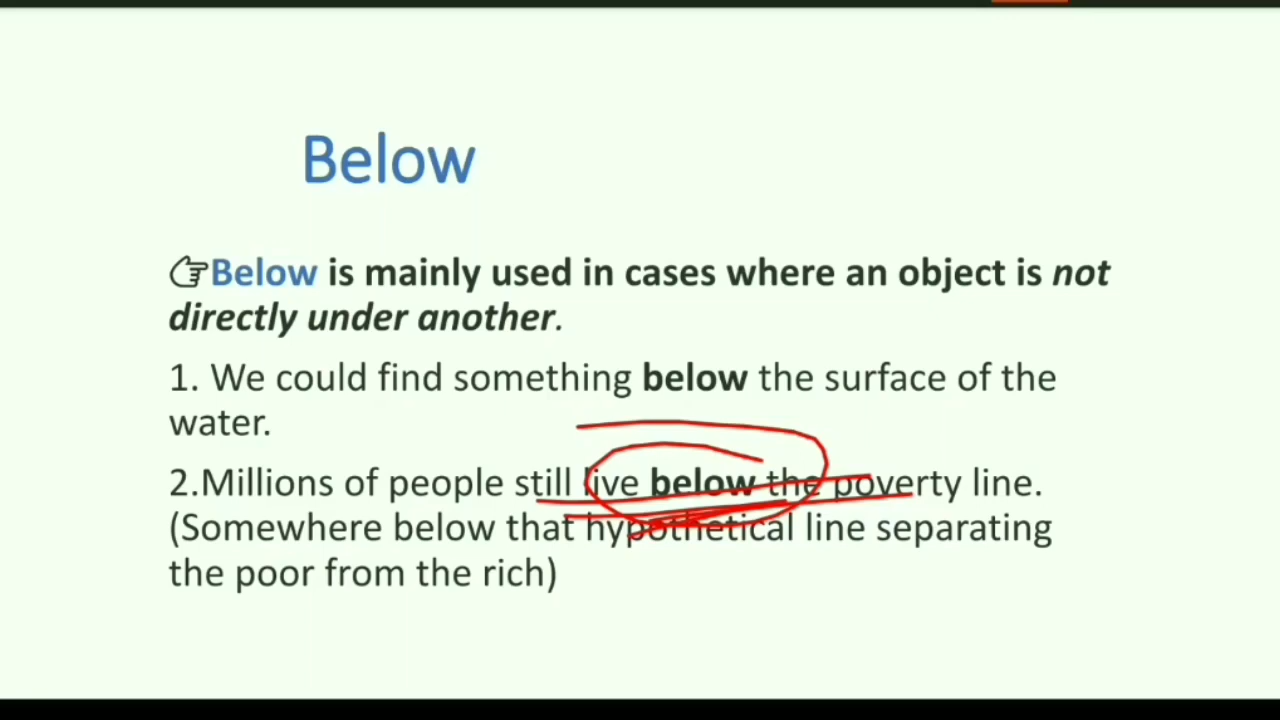 Below
☞Below is mainly used in cases where an object is not
directly under another.
1. We could find something below the surface of the
water.
2.Millions of people still live below the poverty line.
(Somewhere below that hypothetical line separating
the poor from the rich)